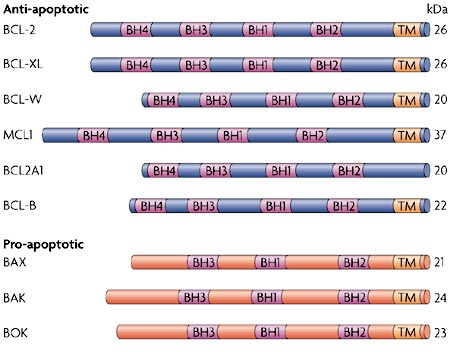 Anti-apoptotic kDa
BCL-2 BH4 BH3 BH1 BH2 TM 26
BCL-XL BH4 BH3 BH1 BH2 TM 26
BCL-W BH4 BH3 BH1 BH2 TM 20
MCL1 BH4 BH3 BH1 BH2 TM 37
BCL2A1 BH4 BH3 BH1 BH2 20
BCL-B BH4 BH3 BH1 BH2 TM 22
Pro-apoptotic
BAX BH3 BH1 BH2 TM 21
BAK BH3 BH1 BH2 TM 24
BOK BH3 BH1 BH2 TM 23